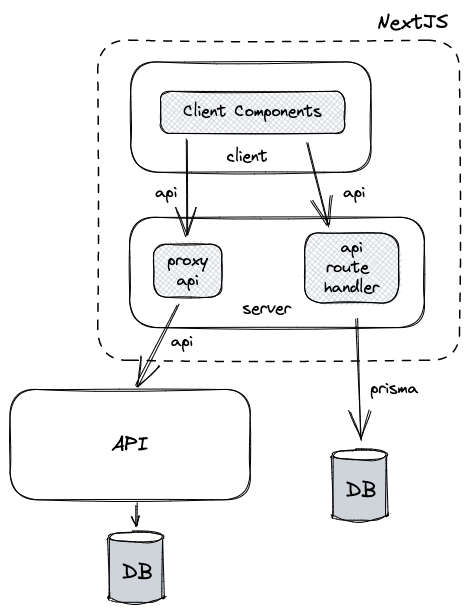 NextJS
Client Components
client
api
api
proxy
api
api
route
handler
server
api
prisma
API
DB
DB